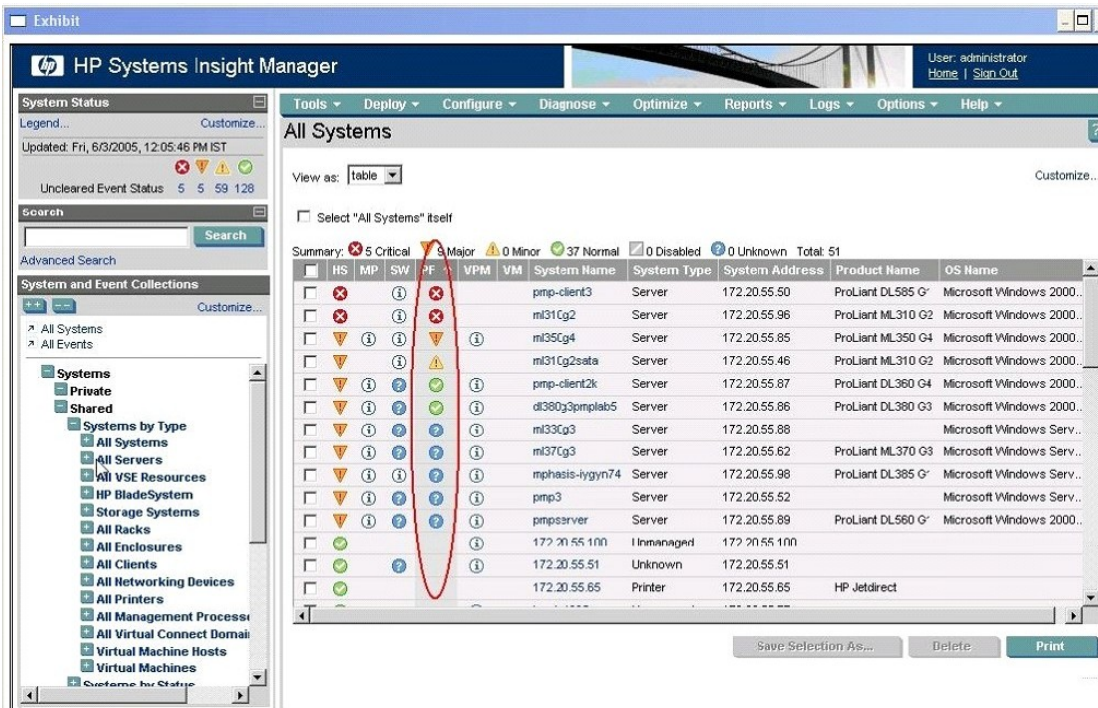 Exhibit
hp HP Systems Insight Manager
User: administrator
Home | Sign Out
System Status
Legend... Customize...
Updated: Fri, 6/3/2005, 12:05:46 PM IST
Uncleared Event Status 5 5 59 128
Search
Search
Advanced Search
System and Event Collections
Customize...
All Systems
All Events
Systems
Private
Shared
Systems by Type
All Systems
All Servers
All VSE Resources
HP BladeSystem
Storage Systems
All Racks
All Enclosures
All Clients
All Networking Devices
All Printers
All Management Processo
All Virtual Connect Domai
Virtual Machine Hosts
Virtual Machines
Systems by Status
Tools Deploy Configure Diagnose Optimize Reports Logs Options Help
All Systems
View as: table Customize..
Select "All Systems" itself
Summary: 5 Critical 9 Major 0 Minor 37 Normal 0 Disabled 0 Unknown Total: 51
HS MP SW PF VPM VM System Name System Type System Address Product Name OS Name
pmp-client3 Server 172.20.55.50 ProLiant DL585 G Microsoft Windows 2000..
ml310g2 Server 172.20.55.96 ProLiant ML310 G2 Microsoft Windows 2000..
ml350g4 Server 172.20.55.85 ProLiant ML350 G4 Microsoft Windows 2000..
ml310g2sata Server 172.20.55.46 ProLiant ML310 G2 Microsoft Windows 2000..
pmp-client2k Server 172.20.55.87 ProLiant DL360 G4 Microsoft Windows 2000..
dl380g3pmplab5 Server 172.20.55.86 ProLiant DL380 G3 Microsoft Windows 2000..
ml330g3 Server 172.20.55.88 Microsoft Windows Serv..
ml370g3 Server 172.20.55.62 ProLiant ML370 G3 Microsoft Windows Serv..
mphasis-iygyn74 Server 172.20.55.98 ProLiant DL385 G Microsoft Windows Serv..
pmp3 Server 172.20.55.52 Microsoft Windows Serv..
pmpserver Server 172.20.55.89 ProLiant DL560 G Microsoft Windows 2000..
172.20.55.100 Unmanaged 172.20.55.100
172.20.55.51 Unknown 172.20.55.51
172.20.55.65 Printer 172.20.55.65 HP Jetdirect
Save Selection As... Delete Print